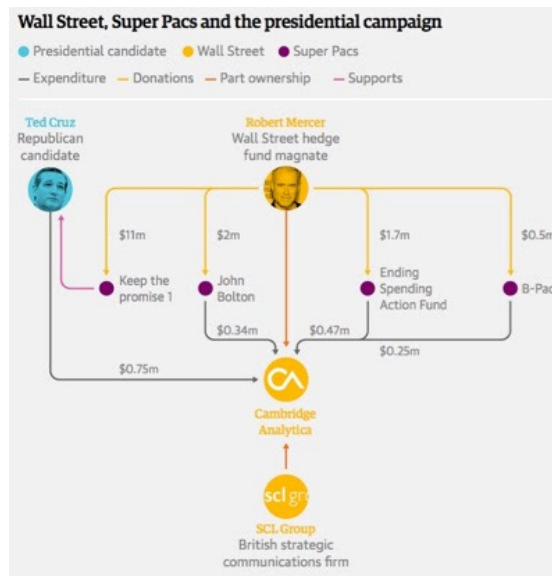 Wall Street, Super Pacs and the presidential campaign
Presidential candidate Wall Street Super Pacs
Expenditure Donations Part ownership Supports
Ted Cruz
Republican
candidate
Robert Mercer
Wall Street hedge
fund magnate
$11m $2m $1.7m $0.5m
Keep the
promise 1
John
Bolton
Ending
Spending
Action Fund
B-Pac
$0.34m $0.47m
$0.25m
$0.75m
CA
Cambridge
Analytica
scl gr
SCL Group
British strategic
communications firm